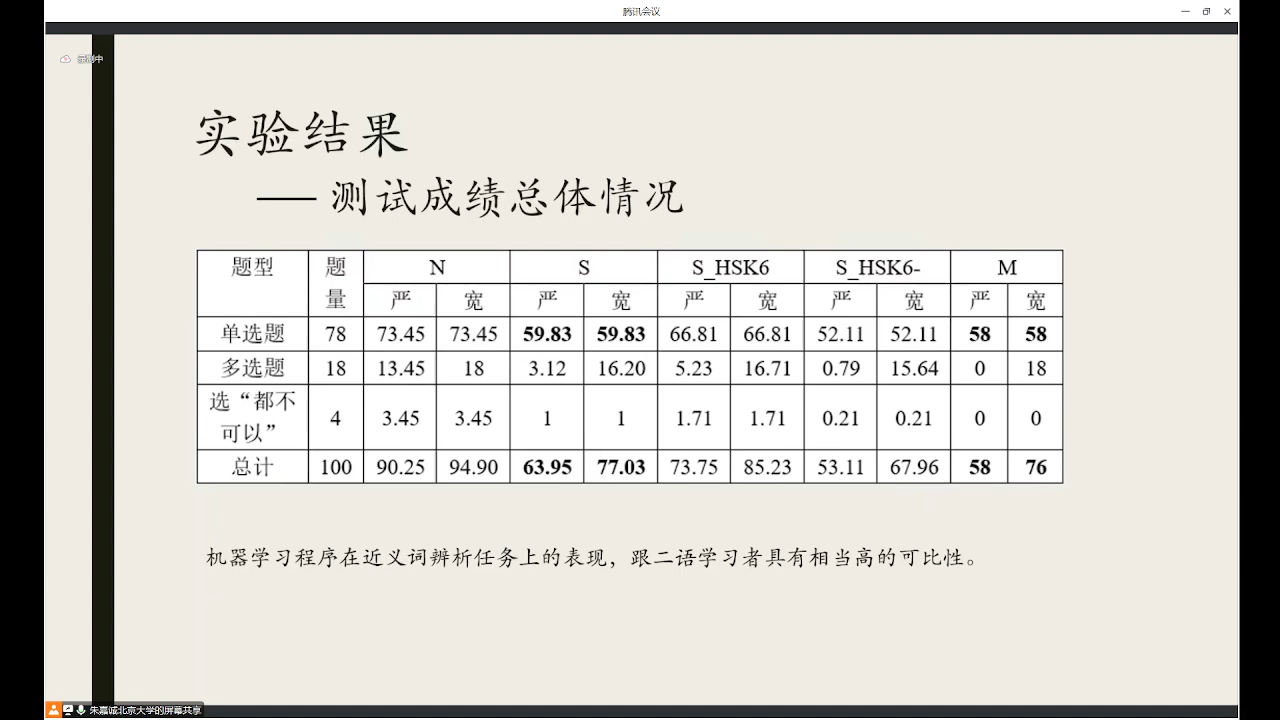 腾讯会议
录制中
实验结果
—— 测试成绩总体情况
题型 题量 N S S_HSK6 S_HSK6- M
严 宽 严 宽 严 宽 严 宽 严 宽
单选题 78 73.45 73.45 59.83 59.83 66.81 66.81 52.11 52.11 58 58
多选题 18 13.45 18 3.12 16.20 5.23 16.71 0.79 15.64 0 18
选“都不可以” 4 3.45 3.45 1 1 1.71 1.71 0.21 0.21 0 0
总计 100 90.25 94.90 63.95 77.03 73.75 85.23 53.11 67.96 58 76
机器学习程序在近义词辨析任务上的表现，跟二语学习者具有相当高的可比性。
朱嘉诚北京大学的屏幕共享